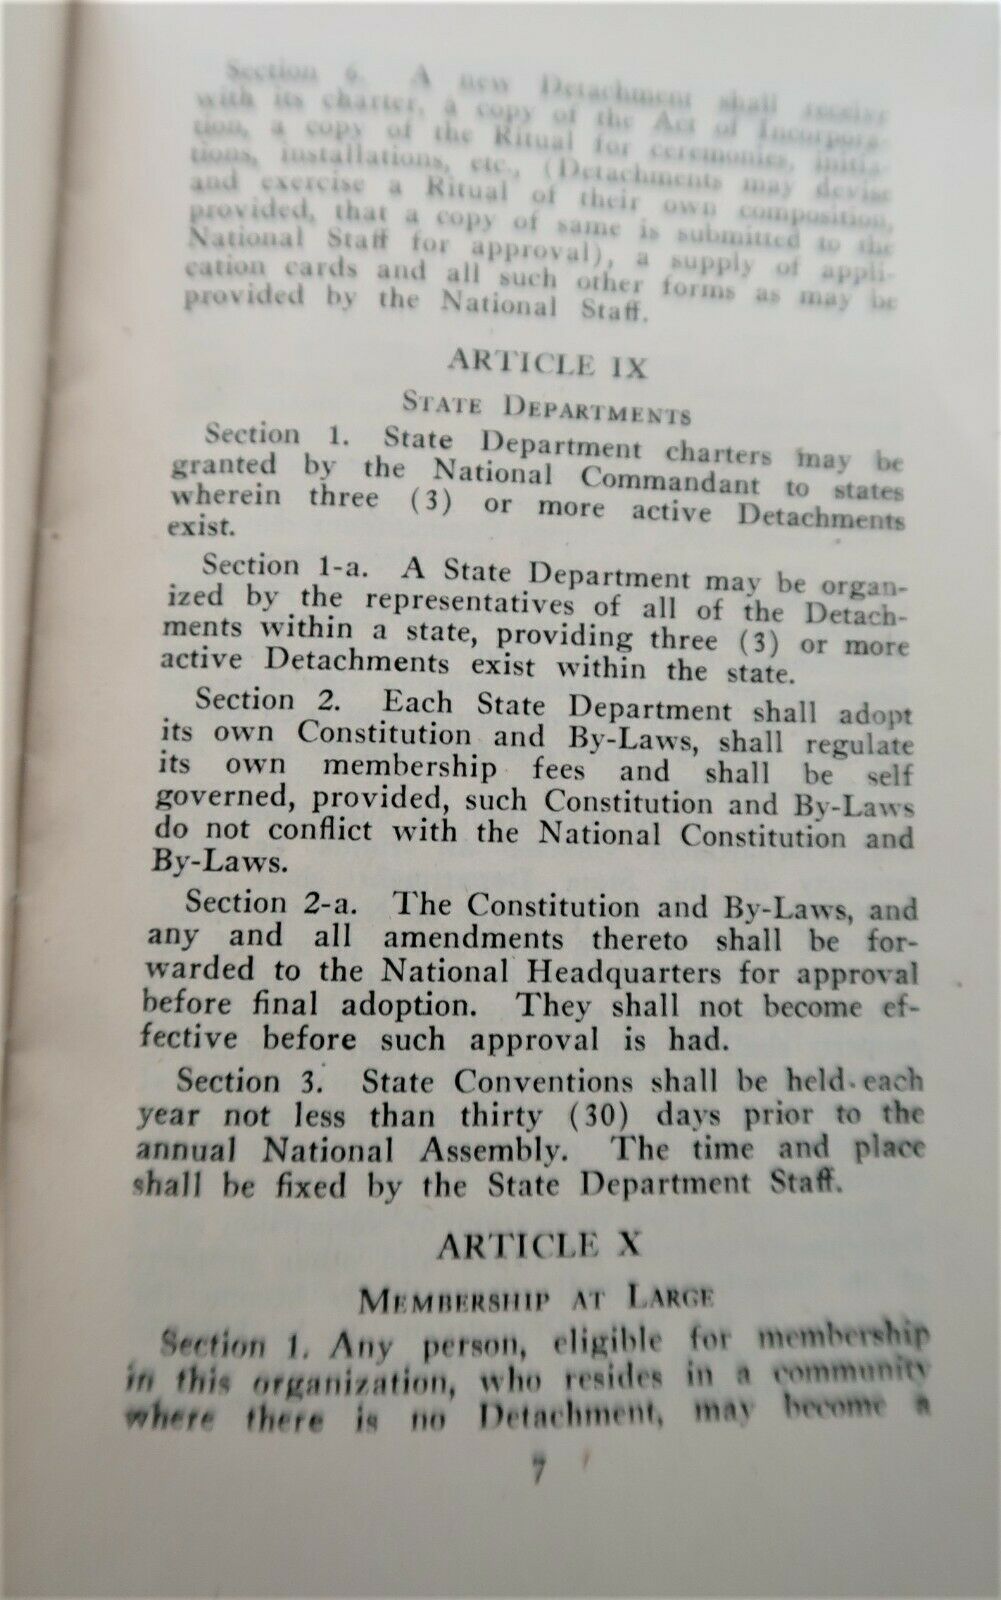 Section 6. A new Detachment shall receive
with its charter, a copy of the Act of Incorpora-
tion, a copy of the Ritual for ceremonies, initia-
tions, installations, etc., (Detachments may devise
and exercise a Ritual of their own composition,
provided, that a copy of same is submitted to the
National Staff for approval), a supply of appli-
cation cards and all such other forms as may be
provided by the National Staff.
ARTICLE IX
STATE DEPARTMENTS
Section 1. State Department charters may be
granted by the National Commandant to states
wherein three (3) or more active Detachments
exist.
Section 1-a. A State Department may be organ-
ized by the representatives of all of the Detach-
ments within a state, providing three (3) or more
active Detachments exist within the state.
Section 2. Each State Department shall adopt
its own Constitution and By-Laws, shall regulate
its own membership fees and shall be self
governed, provided, such Constitution and By-Laws
do not conflict with the National Constitution and
By-Laws.
Section 2-a. The Constitution and By-Laws, and
any and all amendments thereto shall be for-
warded to the National Headquarters for approval
before final adoption. They shall not become ef-
fective before such approval is had.
Section 3. State Conventions shall be held each
year not less than thirty (30) days prior to the
annual National Assembly. The time and place
shall be fixed by the State Department Staff.
ARTICLE X
MEMBERSHIP AT LARGE
Section 1. Any person, eligible for membership
in this organization, who resides in a community
where there is no Detachment, may become a
7